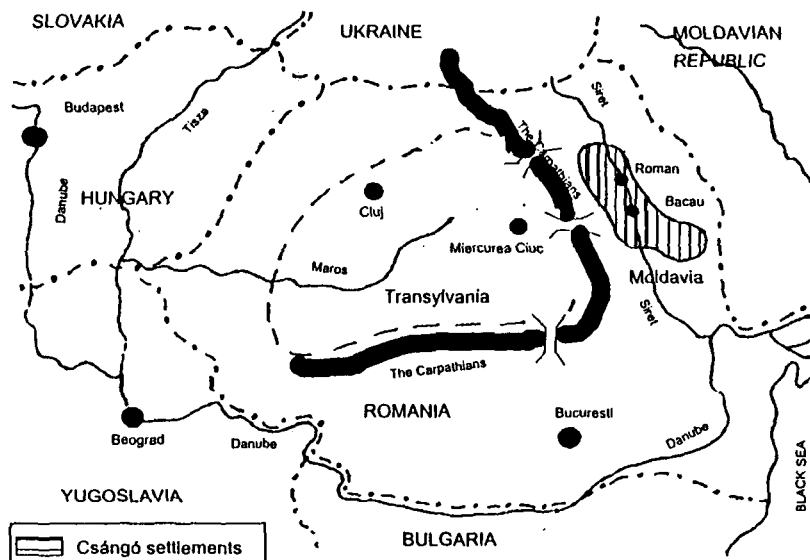 SLOVAKIA
UKRAINE
MOLDAVIAN
REPUBLIC
Budapest
Tisza
Siret
The Carpathians
Roman
Bacau
Danube
HUNGARY
Cluj
Miercurea Ciuc
Maros
Moldavia
Transylvania
Siret
The Carpathians
ROMANIA
Bucuresti
Beograd
Danube
Danube
BLACK SEA
YUGOSLAVIA
BULGARIA
Csángó settlements